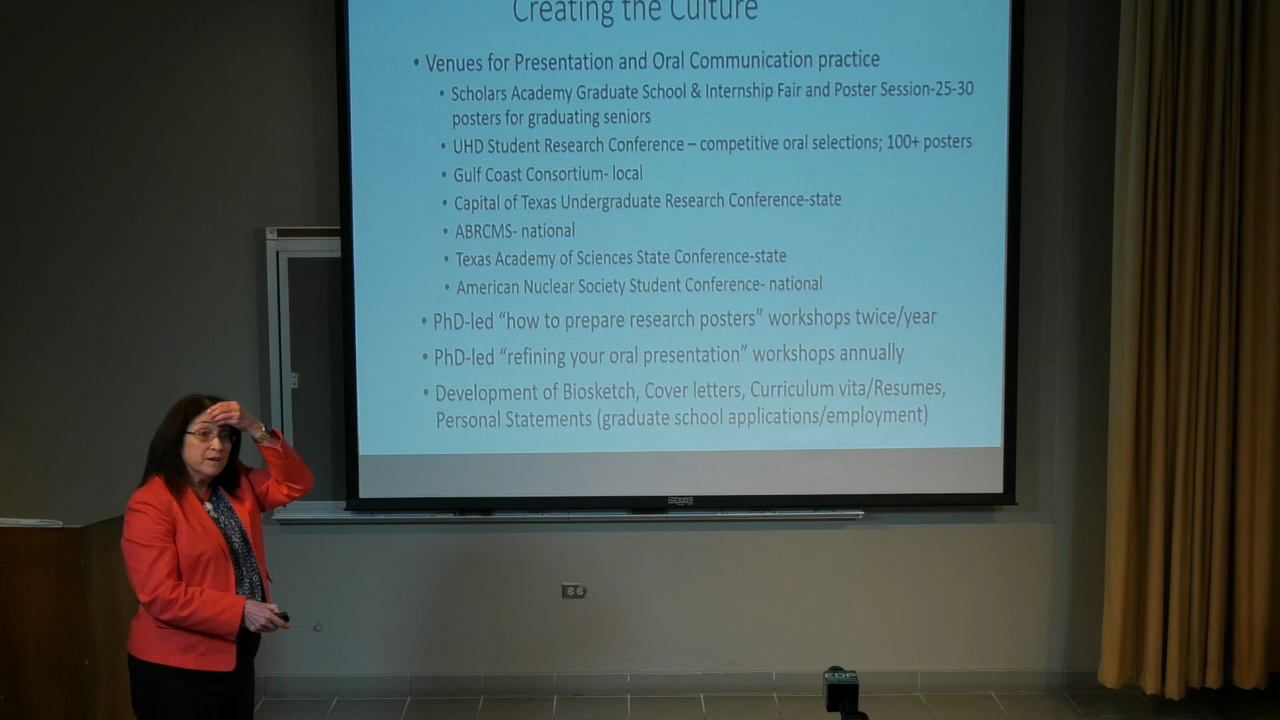 Creating the Culture
• Venues for Presentation and Oral Communication practice
• Scholars Academy Graduate School & Internship Fair and Poster Session-25-30
posters for graduating seniors
• UHD Student Research Conference – competitive oral selections; 100+ posters
• Gulf Coast Consortium- local
• Capital of Texas Undergraduate Research Conference-state
• ABRCMS- national
• Texas Academy of Sciences State Conference-state
• American Nuclear Society Student Conference- national
• PhD-led “how to prepare research posters” workshops twice/year
• PhD-led “refining your oral presentation” workshops annually
• Development of Biosketch, Cover letters, Curriculum vita/Resumes,
Personal Statements (graduate school applications/employment)